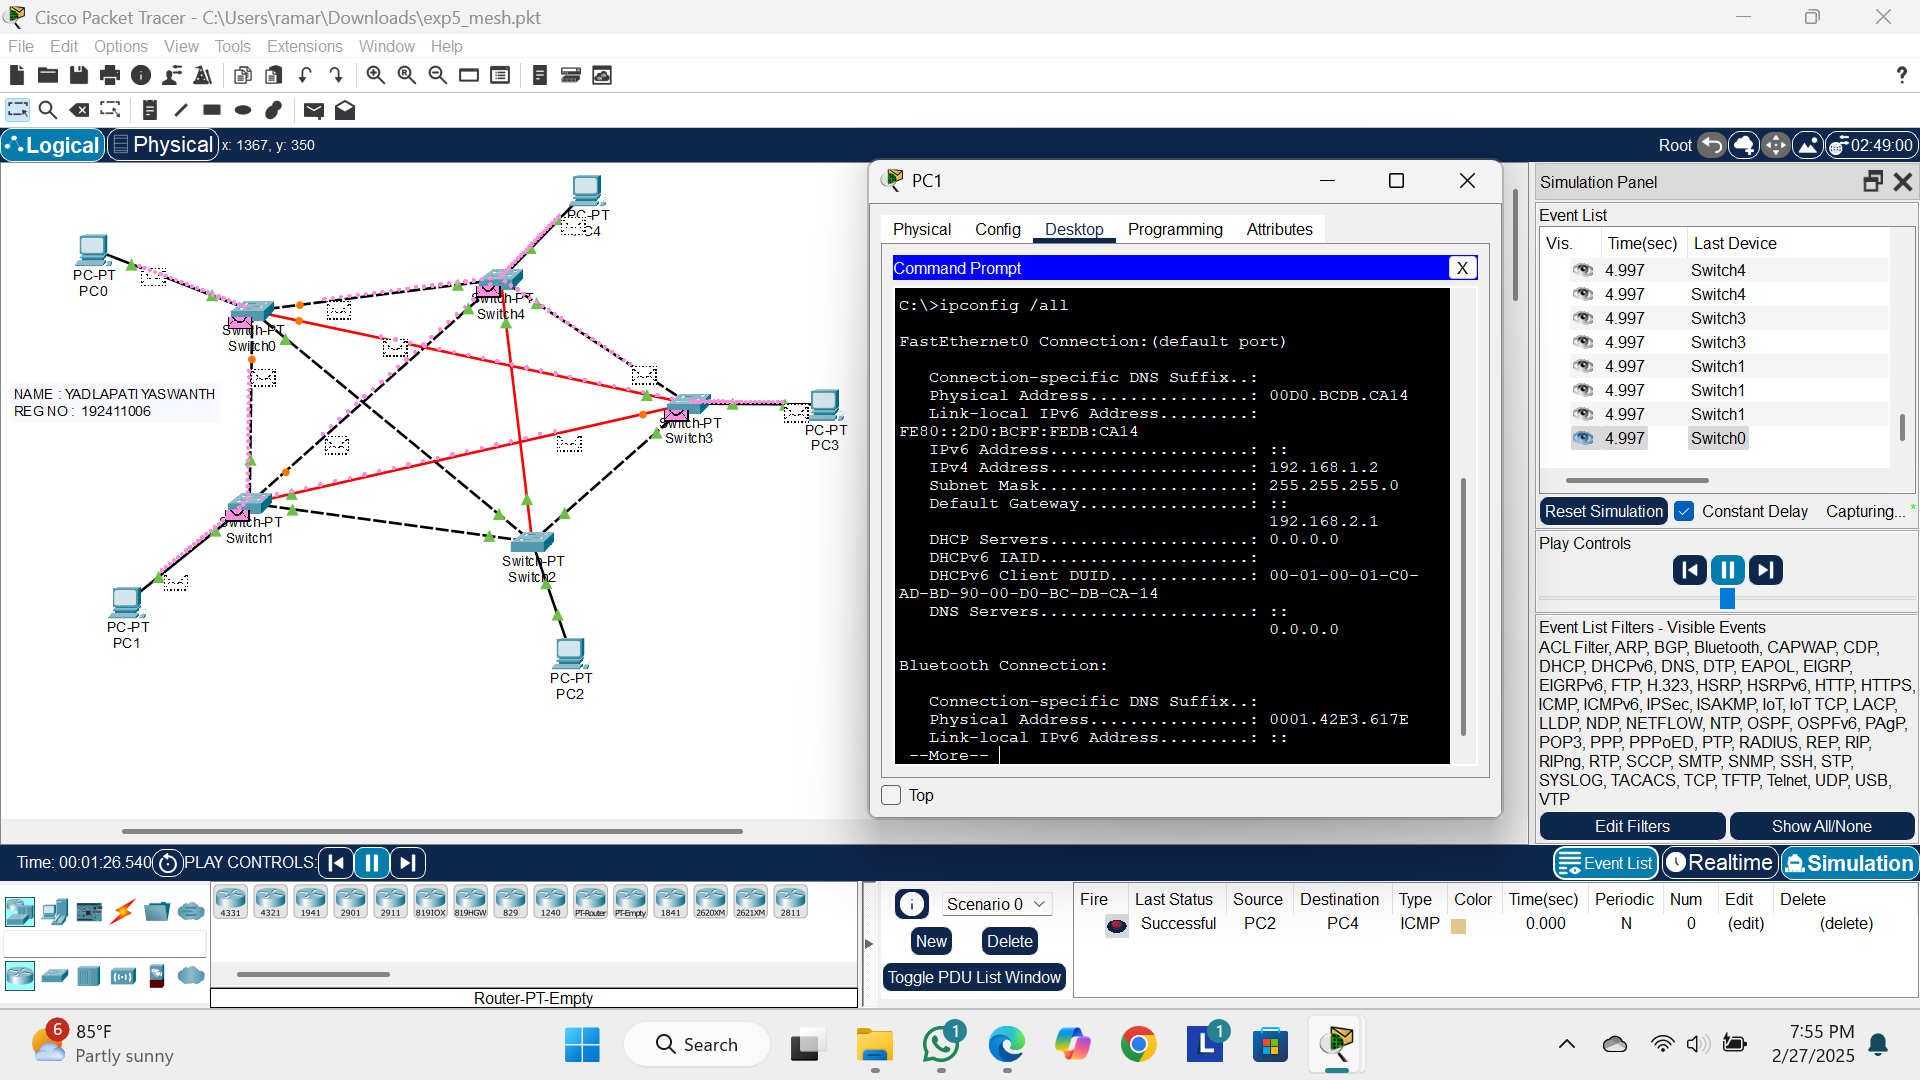 Cisco Packet Tracer - C:\Users\ramar\Downloads\exp5_mesh.pkt
File Edit Options View Tools Extensions Window Help
Logical Physical x: 1367, y: 350 Root 02:49:00
PC-PT
PC4
PC-PT
PC0
Switch-PT
Switch4
Switch-PT
Switch0
NAME : YADLAPATI YASWANTH
REG NO : 192411006
Switch-PT
Switch3
PC-PT
PC3
Switch-PT
Switch1
Switch-PT
Switch2
PC-PT
PC1
PC-PT
PC2
PC1
Physical Config Desktop Programming Attributes
Command Prompt X
C:\>ipconfig /all
FastEthernet0 Connection:(default port)
Connection-specific DNS Suffix..:
Physical Address................: 00D0.BCDB.CA14
Link-local IPv6 Address.........:
FE80::2D0:BCFF:FEDB:CA14
IPv6 Address....................: ::
IPv4 Address....................: 192.168.1.2
Subnet Mask.....................: 255.255.255.0
Default Gateway.................: ::
192.168.2.1
DHCP Servers....................: 0.0.0.0
DHCPv6 IAID.....................:
DHCPv6 Client DUID..............: 00-01-00-01-C0-
AD-BD-90-00-D0-BC-DB-CA-14
DNS Servers.....................: ::
0.0.0.0
Bluetooth Connection:
Connection-specific DNS Suffix..:
Physical Address................: 0001.42E3.617E
Link-local IPv6 Address.........: ::
--More--
Top
Simulation Panel
Event List
Vis. Time(sec) Last Device
4.997 Switch4
4.997 Switch4
4.997 Switch3
4.997 Switch3
4.997 Switch1
4.997 Switch1
4.997 Switch1
4.997 Switch0
Reset Simulation Constant Delay Capturing... *
Play Controls
Event List Filters - Visible Events
ACL Filter, ARP, BGP, Bluetooth, CAPWAP, CDP,
DHCP, DHCPv6, DNS, DTP, EAPOL, EIGRP,
EIGRPv6, FTP, H.323, HSRP, HSRPv6, HTTP, HTTPS,
ICMP, ICMPv6, IPSec, ISAKMP, IoT, IoT TCP, LACP,
LLDP, NDP, NETFLOW, NTP, OSPF, OSPFv6, PAgP,
POP3, PPP, PPPoED, PTP, RADIUS, REP, RIP,
RIPng, RTP, SCCP, SMTP, SNMP, SSH, STP,
SYSLOG, TACACS, TCP, TFTP, Telnet, UDP, USB,
VTP
Edit Filters Show All/None
Time: 00:01:26.540 PLAY CONTROLS: Event List Realtime Simulation
4331 4321 1941 2901 2911 819IOX 819HGW 829 1240 PT-Router PT-Empty 1841 2620XM 2621XM 2811
Router-PT-Empty
Scenario 0
New Delete
Toggle PDU List Window
Fire Last Status Source Destination Type Color Time(sec) Periodic Num Edit Delete
Successful PC2 PC4 ICMP 0.000 N 0 (edit) (delete)
6
85°F
Partly sunny
Search
1
L
1
7:55 PM
2/27/2025